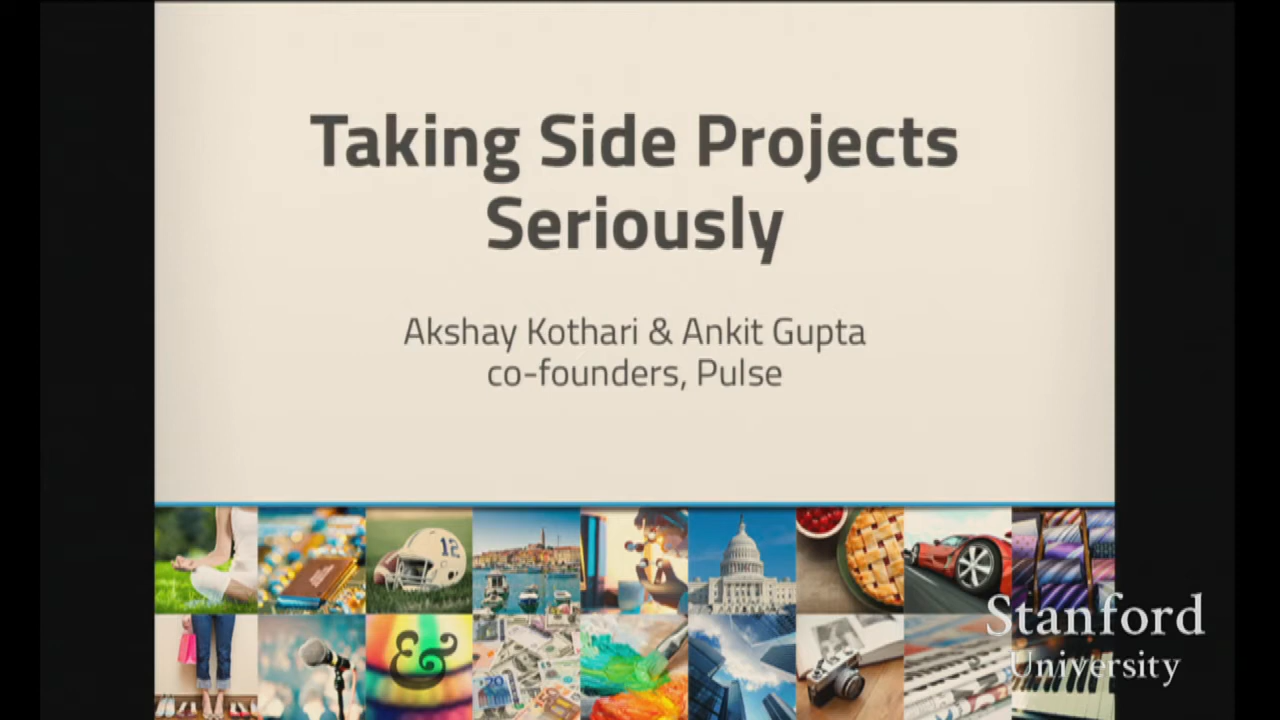 Taking Side Projects
Seriously
Akshay Kothari & Ankit Gupta
co-founders, Pulse
12
&
Stanford
University